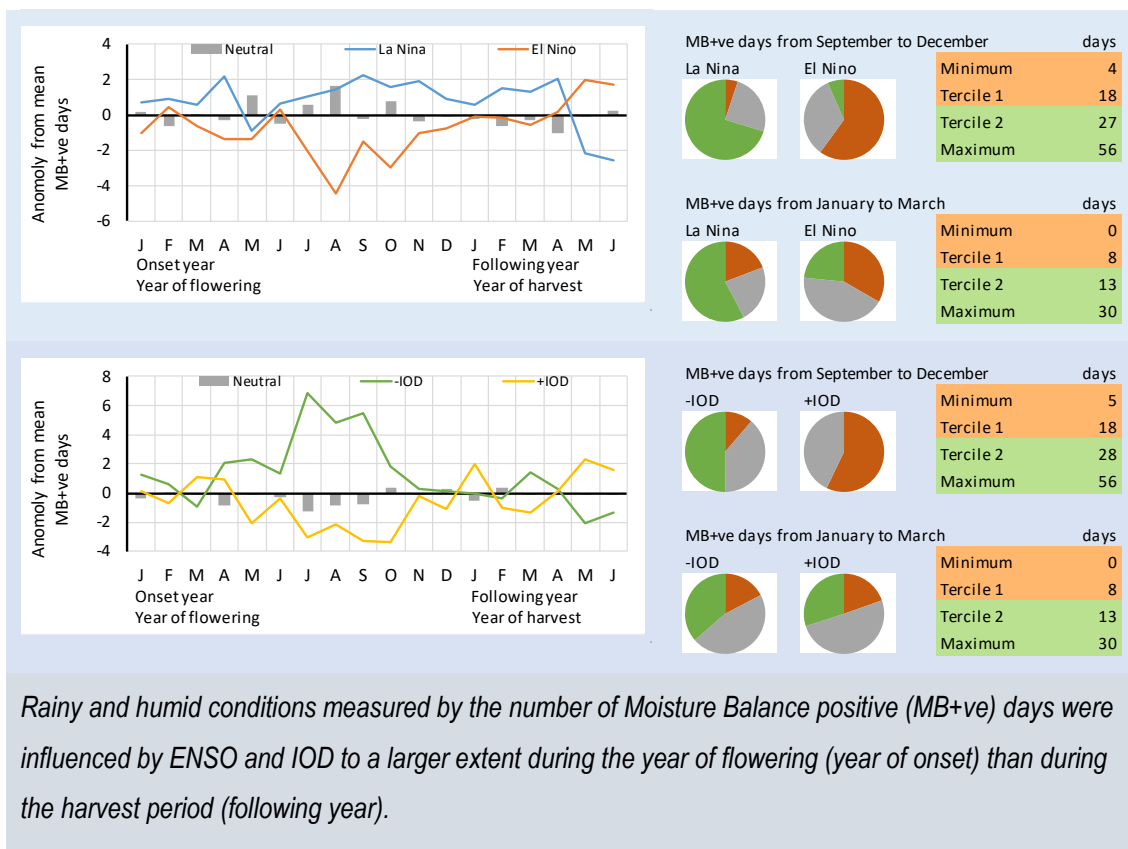 4
2
0
-2
-4
-6
Anomoly from mean
MB+ve days
Neutral La Nina El Nino
J F M A M J J A S O N D J F M A M J
Onset year Following year
Year of flowering Year of harvest
MB+ve days from September to December days
La Nina El Nino
Minimum 4
Tercile 1 18
Tercile 2 27
Maximum 56
MB+ve days from January to March days
La Nina El Nino
Minimum 0
Tercile 1 8
Tercile 2 13
Maximum 30
8
6
4
2
0
-2
-4
Anomoly from mean
MB+ve days
Neutral -IOD +IOD
J F M A M J J A S O N D J F M A M J
Onset year Following year
Year of flowering Year of harvest
MB+ve days from September to December days
-IOD +IOD
Minimum 5
Tercile 1 18
Tercile 2 28
Maximum 56
MB+ve days from January to March days
-IOD +IOD
Minimum 0
Tercile 1 8
Tercile 2 13
Maximum 30
Rainy and humid conditions measured by the number of Moisture Balance positive (MB+ve) days were
influenced by ENSO and IOD to a larger extent during the year of flowering (year of onset) than during
the harvest period (following year).